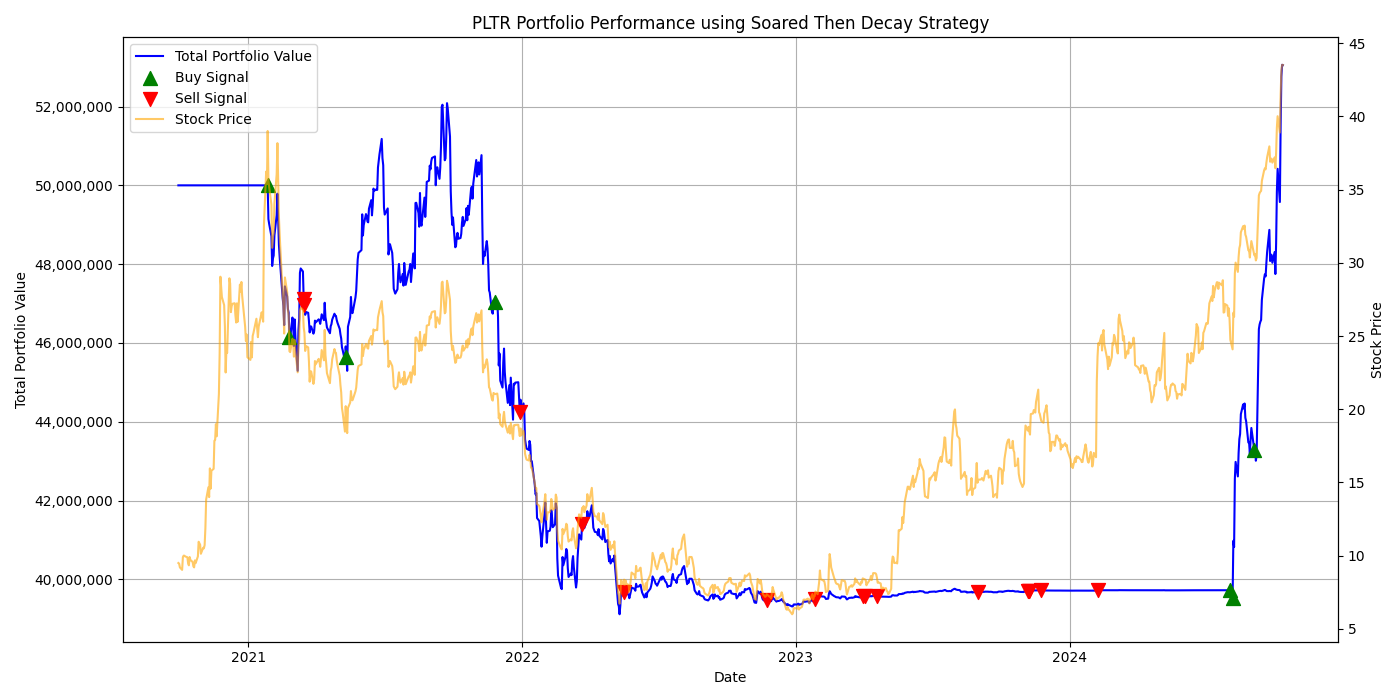 PLTR Portfolio Performance using Soared Then Decay Strategy
Total Portfolio Value
Buy Signal
Sell Signal
Stock Price
52,000,000
50,000,000
48,000,000
46,000,000
44,000,000
42,000,000
40,000,000
Total Portfolio Value
45
40
35
30
25
20
15
10
5
Stock Price
2021
2022
2023
2024
Date